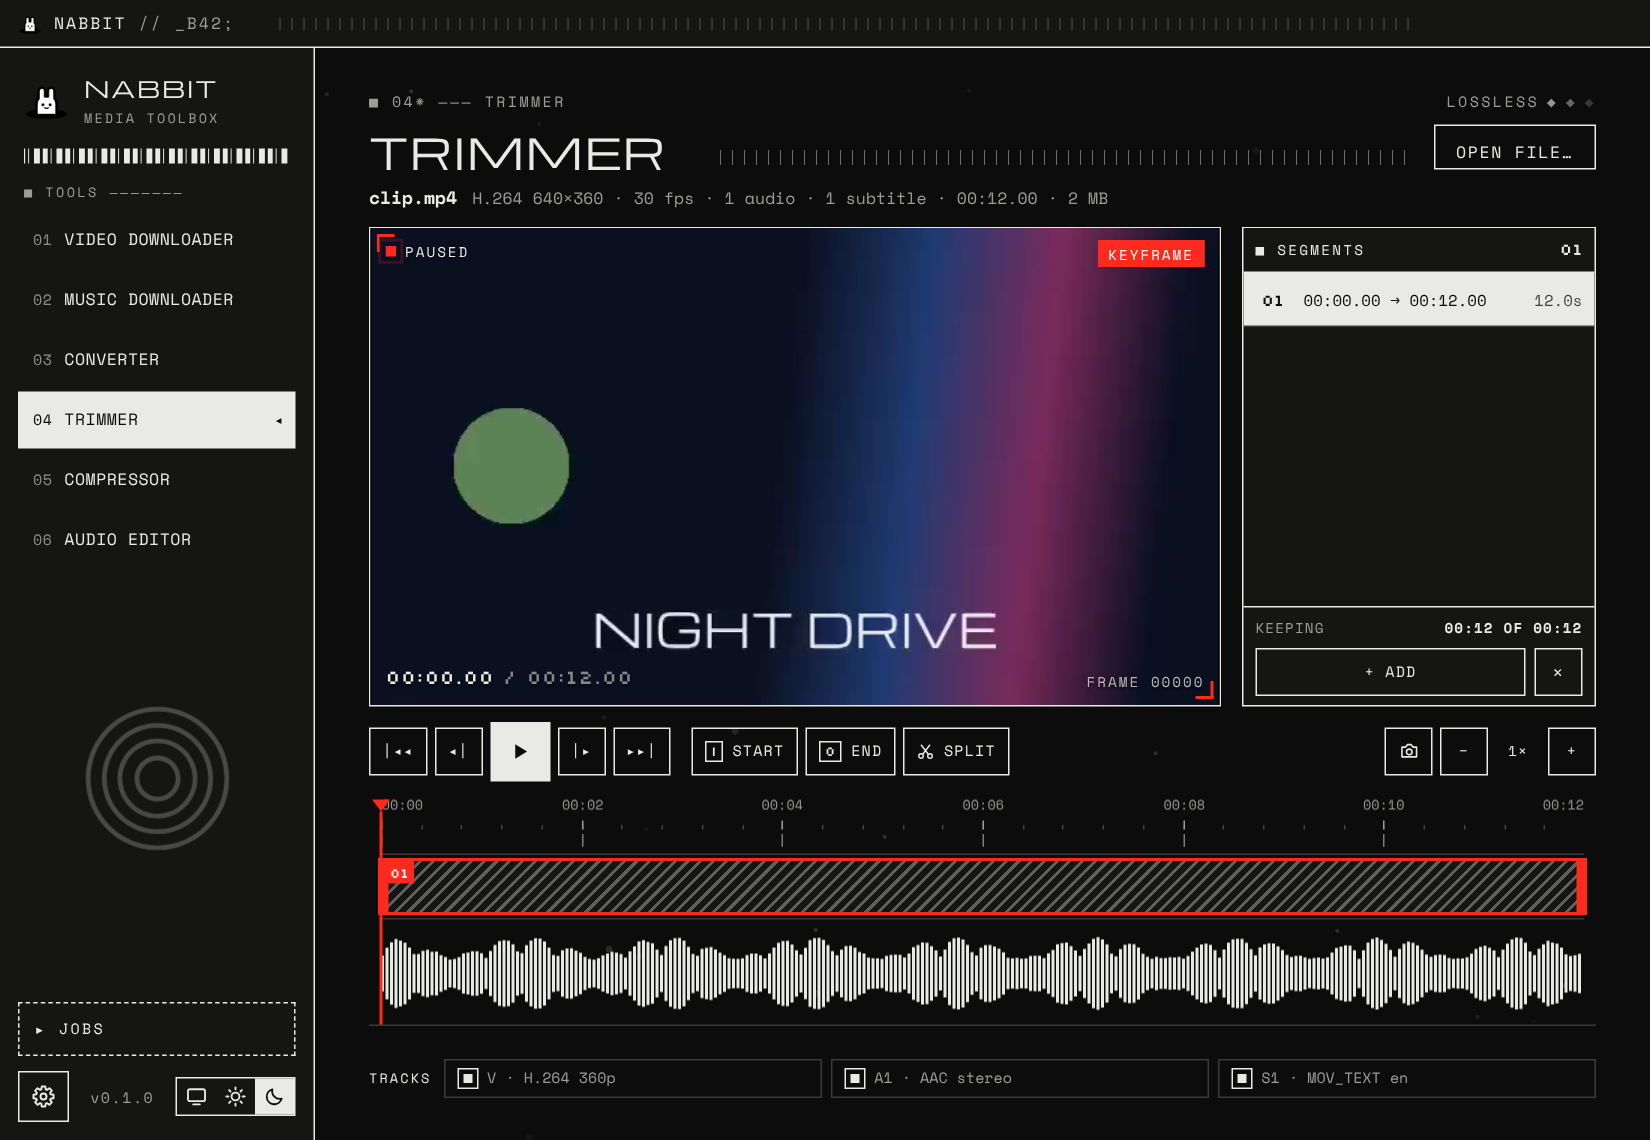 NABBIT // _B42;
NABBIT
MEDIA TOOLBOX
TOOLS
01 VIDEO DOWNLOADER
02 MUSIC DOWNLOADER
03 CONVERTER
04 TRIMMER
05 COMPRESSOR
06 AUDIO EDITOR
JOBS
v0.1.0
04* ——— TRIMMER
LOSSLESS
TRIMMER
OPEN FILE…
clip.mp4 H.264 640×360 · 30 fps · 1 audio · 1 subtitle · 00:12.00 · 2 MB
PAUSED
KEYFRAME
NIGHT DRIVE
00:00.00 / 00:12.00
FRAME 00000
SEGMENTS 01
01 00:00.00 → 00:12.00 12.0s
KEEPING 00:12 OF 00:12
+ ADD ×
I START
O END
SPLIT
− 1× +
00:00 00:02 00:04 00:06 00:08 00:10 00:12
01
TRACKS
V · H.264 360p
A1 · AAC stereo
S1 · MOV_TEXT en